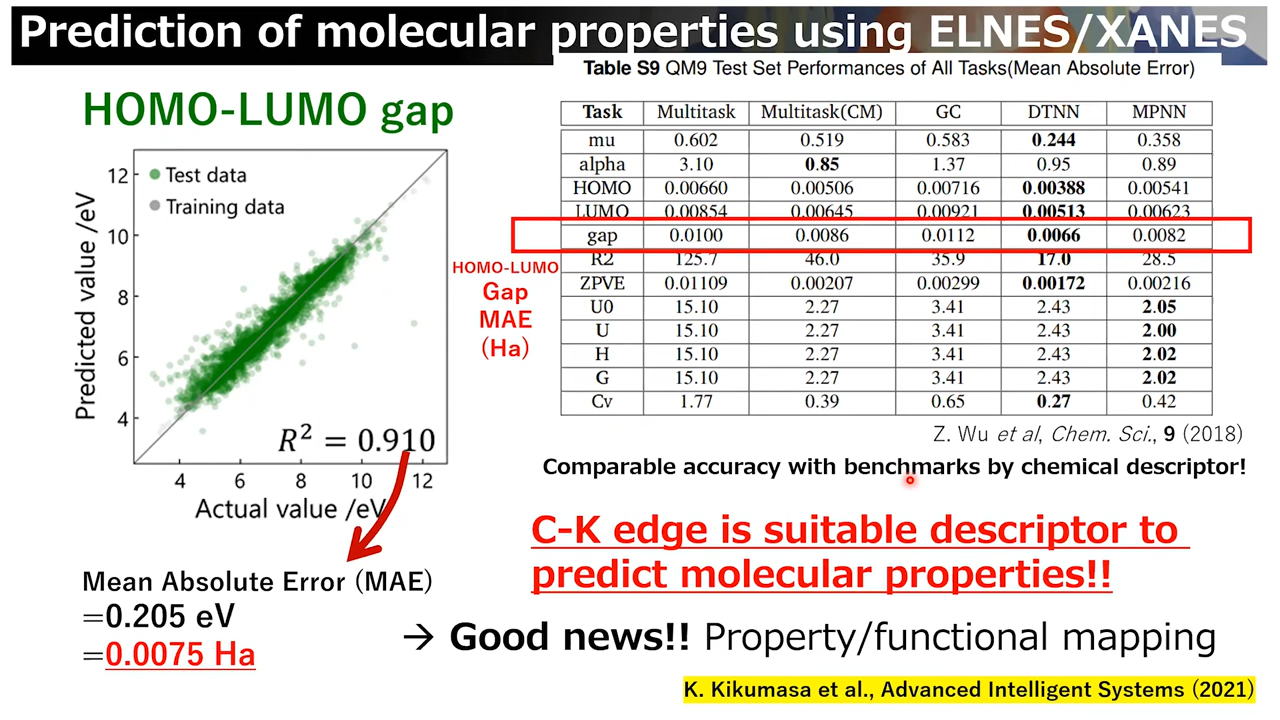 Prediction of molecular properties using ELNES/XANES
HOMO-LUMO gap
12
10
8
6
4
Predicted value /eV
Test data
Training data
R² = 0.910
4 6 8 10 12
Actual value /eV
Mean Absolute Error (MAE)
=0.205 eV
=0.0075 Ha
Table S9 QM9 Test Set Performances of All Tasks(Mean Absolute Error)
Task Multitask Multitask(CM) GC DTNN MPNN
mu 0.602 0.519 0.583 0.244 0.358
alpha 3.10 0.85 1.37 0.95 0.89
HOMO 0.00660 0.00506 0.00716 0.00388 0.00541
LUMO 0.00854 0.00645 0.00921 0.00513 0.00623
gap 0.0100 0.0086 0.0112 0.0066 0.0082
R2 125.7 46.0 35.9 17.0 28.5
ZPVE 0.01109 0.00207 0.00299 0.00172 0.00216
U0 15.10 2.27 3.41 2.43 2.05
U 15.10 2.27 3.41 2.43 2.00
H 15.10 2.27 3.41 2.43 2.02
G 15.10 2.27 3.41 2.43 2.02
Cv 1.77 0.39 0.65 0.27 0.42
HOMO-LUMO
Gap
MAE
(Ha)
Z. Wu et al, Chem. Sci., 9 (2018)
Comparable accuracy with benchmarks by chemical descriptor!
C-K edge is suitable descriptor to
predict molecular properties!!
→ Good news!! Property/functional mapping
K. Kikumasa et al., Advanced Intelligent Systems (2021)